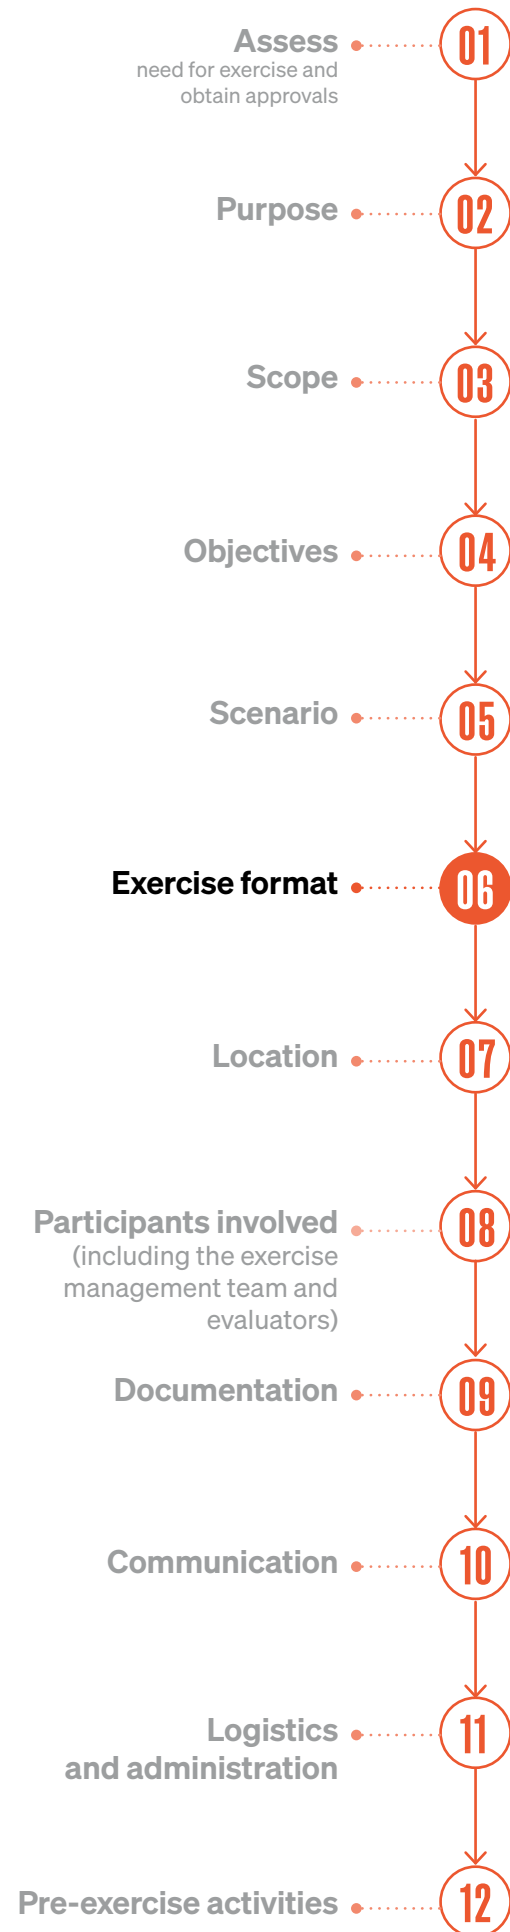 Assess
01
need for exercise and
obtain approvals
Purpose
02
Scope
03
Objectives
04
Scenario
05
Exercise format
06
Location
07
Participants involved
08
(including the exercise
management team and
evaluators)
Documentation
09
Communication
10
Logistics
11
and administration
Pre-exercise activities
12